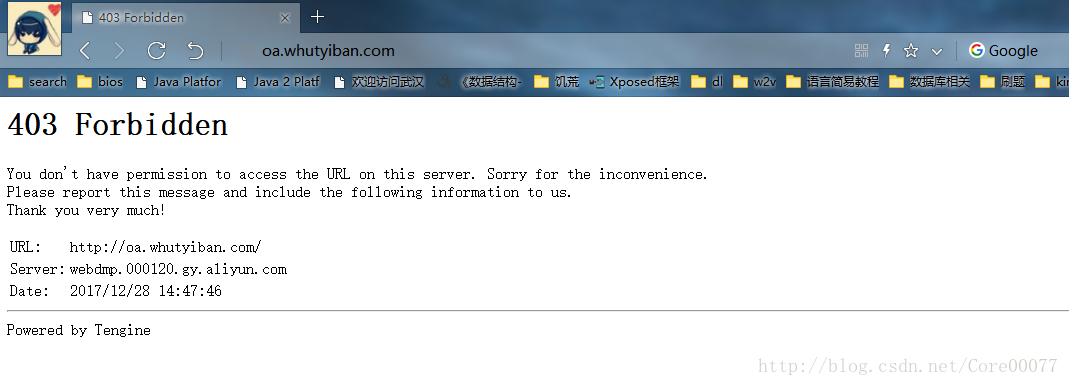 403 Forbidden
oa.whutyiban.com
Google
search bios Java Platfor Java 2 Platf 欢迎访问武汉 《数据结构- 饥荒 Xposed框架 dl w2v 语言简易教程 数据库相关 刷题 kin
403 Forbidden
You don't have permission to access the URL on this server. Sorry for the inconvenience.
Please report this message and include the following information to us.
Thank you very much!
URL: http://oa.whutyiban.com/
Server: webdmp.000120.gy.aliyun.com
Date: 2017/12/28 14:47:46
Powered by Tengine
http://blog.csdn.net/Core00077